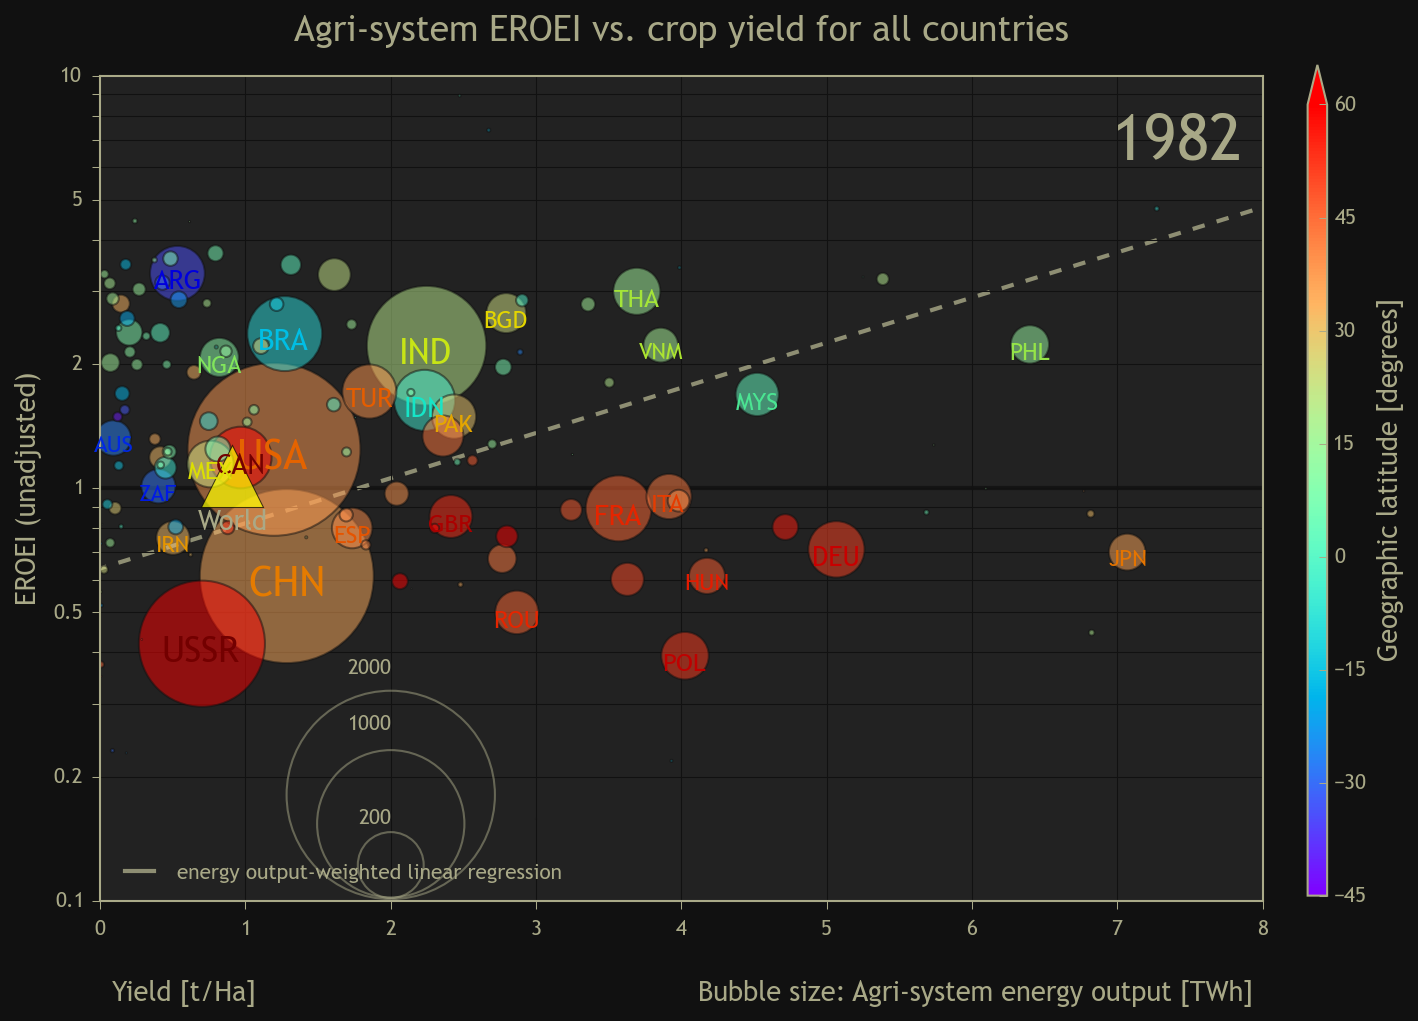 Agri-system EROEI vs. crop yield for all countries
1982
10
5
2
1
0.5
0.2
0.1
EROEI (unadjusted)
ARG
BRA
IND
BGD
THA
VNM
PHL
NGA
TUR
IDN
PAK
MYS
AUS
USA
CAN
MEX
ZAF
World
IRN
ESP
GBR
FRA
ITA
DEU
JPN
CHN
HUN
ROU
USSR
POL
2000
1000
200
energy output-weighted linear regression
0 1 2 3 4 5 6 7 8
Yield [t/Ha]
Bubble size: Agri-system energy output [TWh]
60
45
30
15
0
−15
−30
−45
Geographic latitude [degrees]